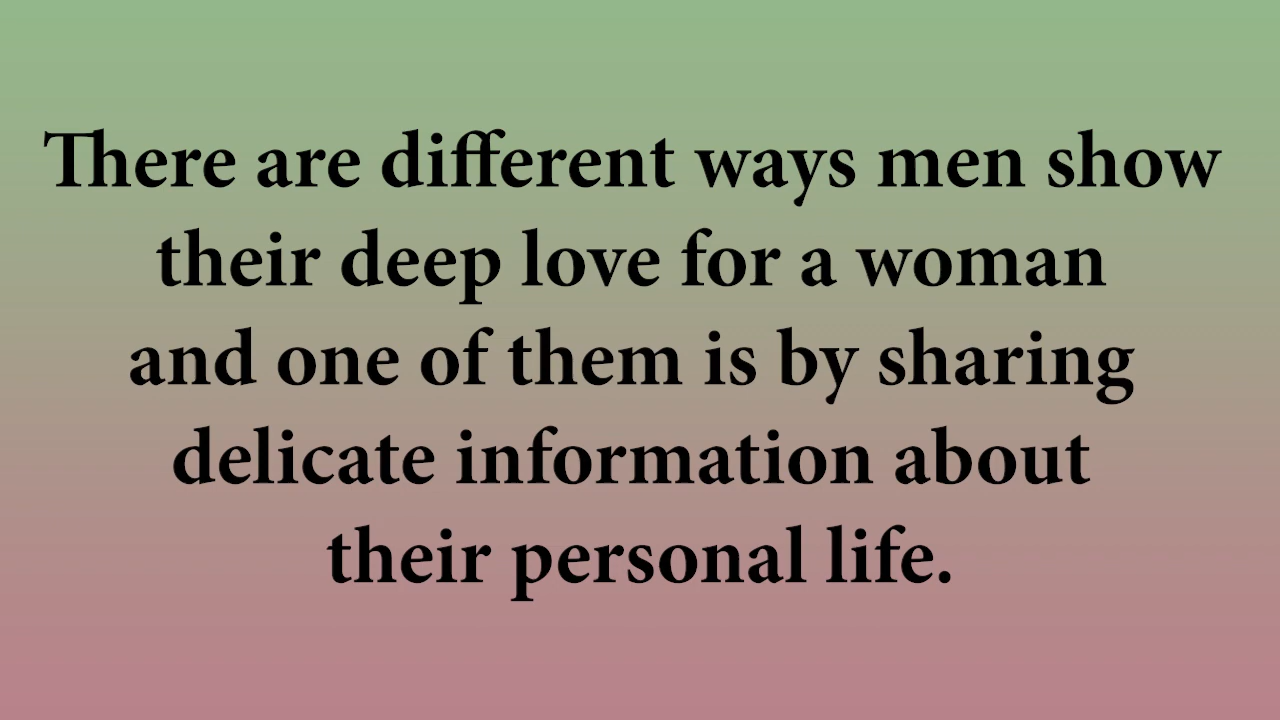 There are different ways men show
their deep love for a woman
and one of them is by sharing
delicate information about
their personal life.